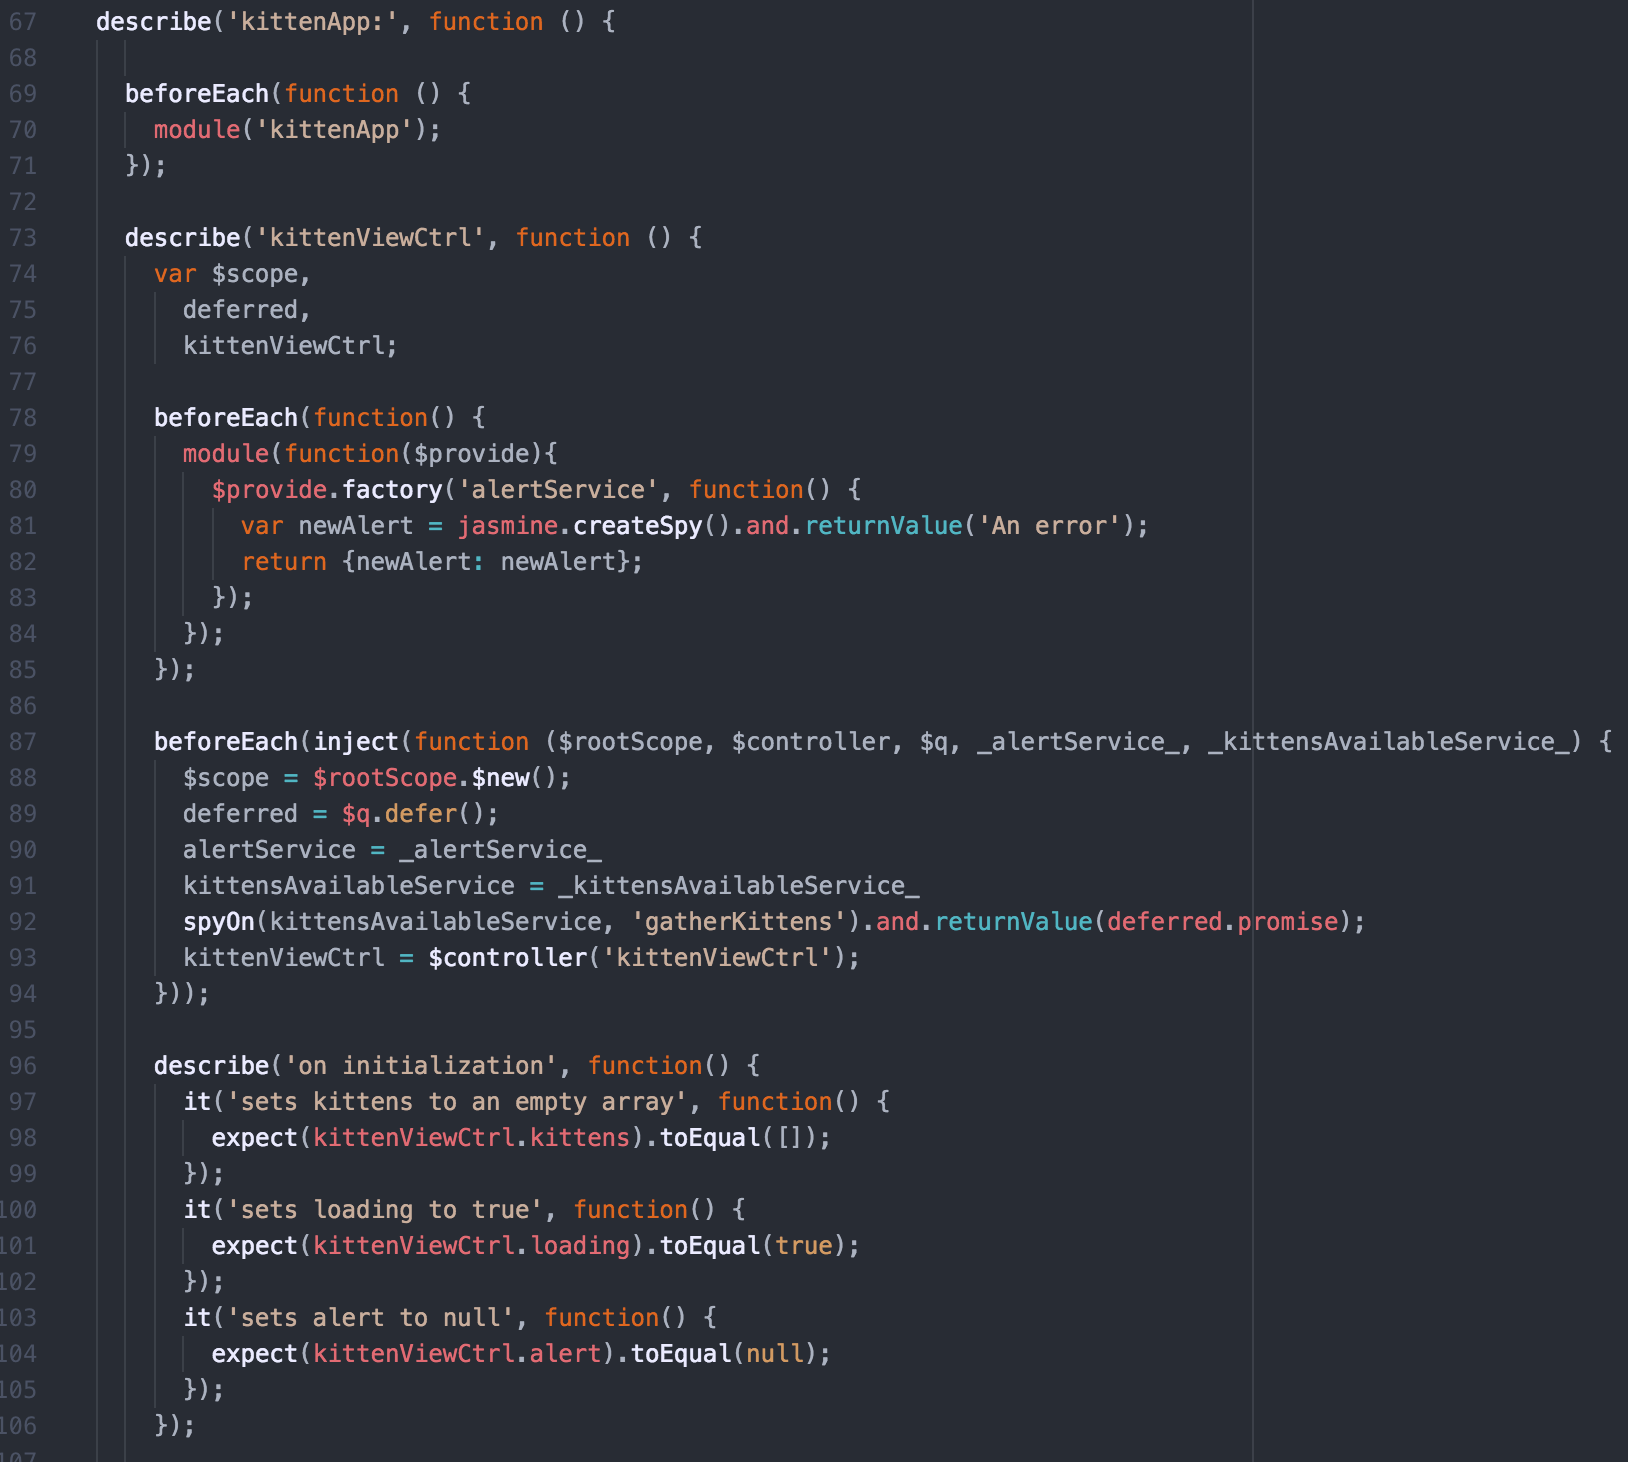 67 describe('kittenApp:', function () {
68
69 beforeEach(function () {
70 module('kittenApp');
71 });
72
73 describe('kittenViewCtrl', function () {
74 var $scope,
75 deferred,
76 kittenViewCtrl;
77
78 beforeEach(function() {
79 module(function($provide){
80 $provide.factory('alertService', function() {
81 var newAlert = jasmine.createSpy().and.returnValue('An error');
82 return {newAlert: newAlert};
83 });
84 });
85 });
86
87 beforeEach(inject(function ($rootScope, $controller, $q, _alertService_, _kittensAvailableService_) {
88 $scope = $rootScope.$new();
89 deferred = $q.defer();
90 alertService = _alertService_
91 kittensAvailableService = _kittensAvailableService_
92 spyOn(kittensAvailableService, 'gatherKittens').and.returnValue(deferred.promise);
93 kittenViewCtrl = $controller('kittenViewCtrl');
94 }));
95
96 describe('on initialization', function() {
97 it('sets kittens to an empty array', function() {
98 expect(kittenViewCtrl.kittens).toEqual([]);
99 });
100 it('sets loading to true', function() {
101 expect(kittenViewCtrl.loading).toEqual(true);
102 });
103 it('sets alert to null', function() {
104 expect(kittenViewCtrl.alert).toEqual(null);
105 });
106 });
107